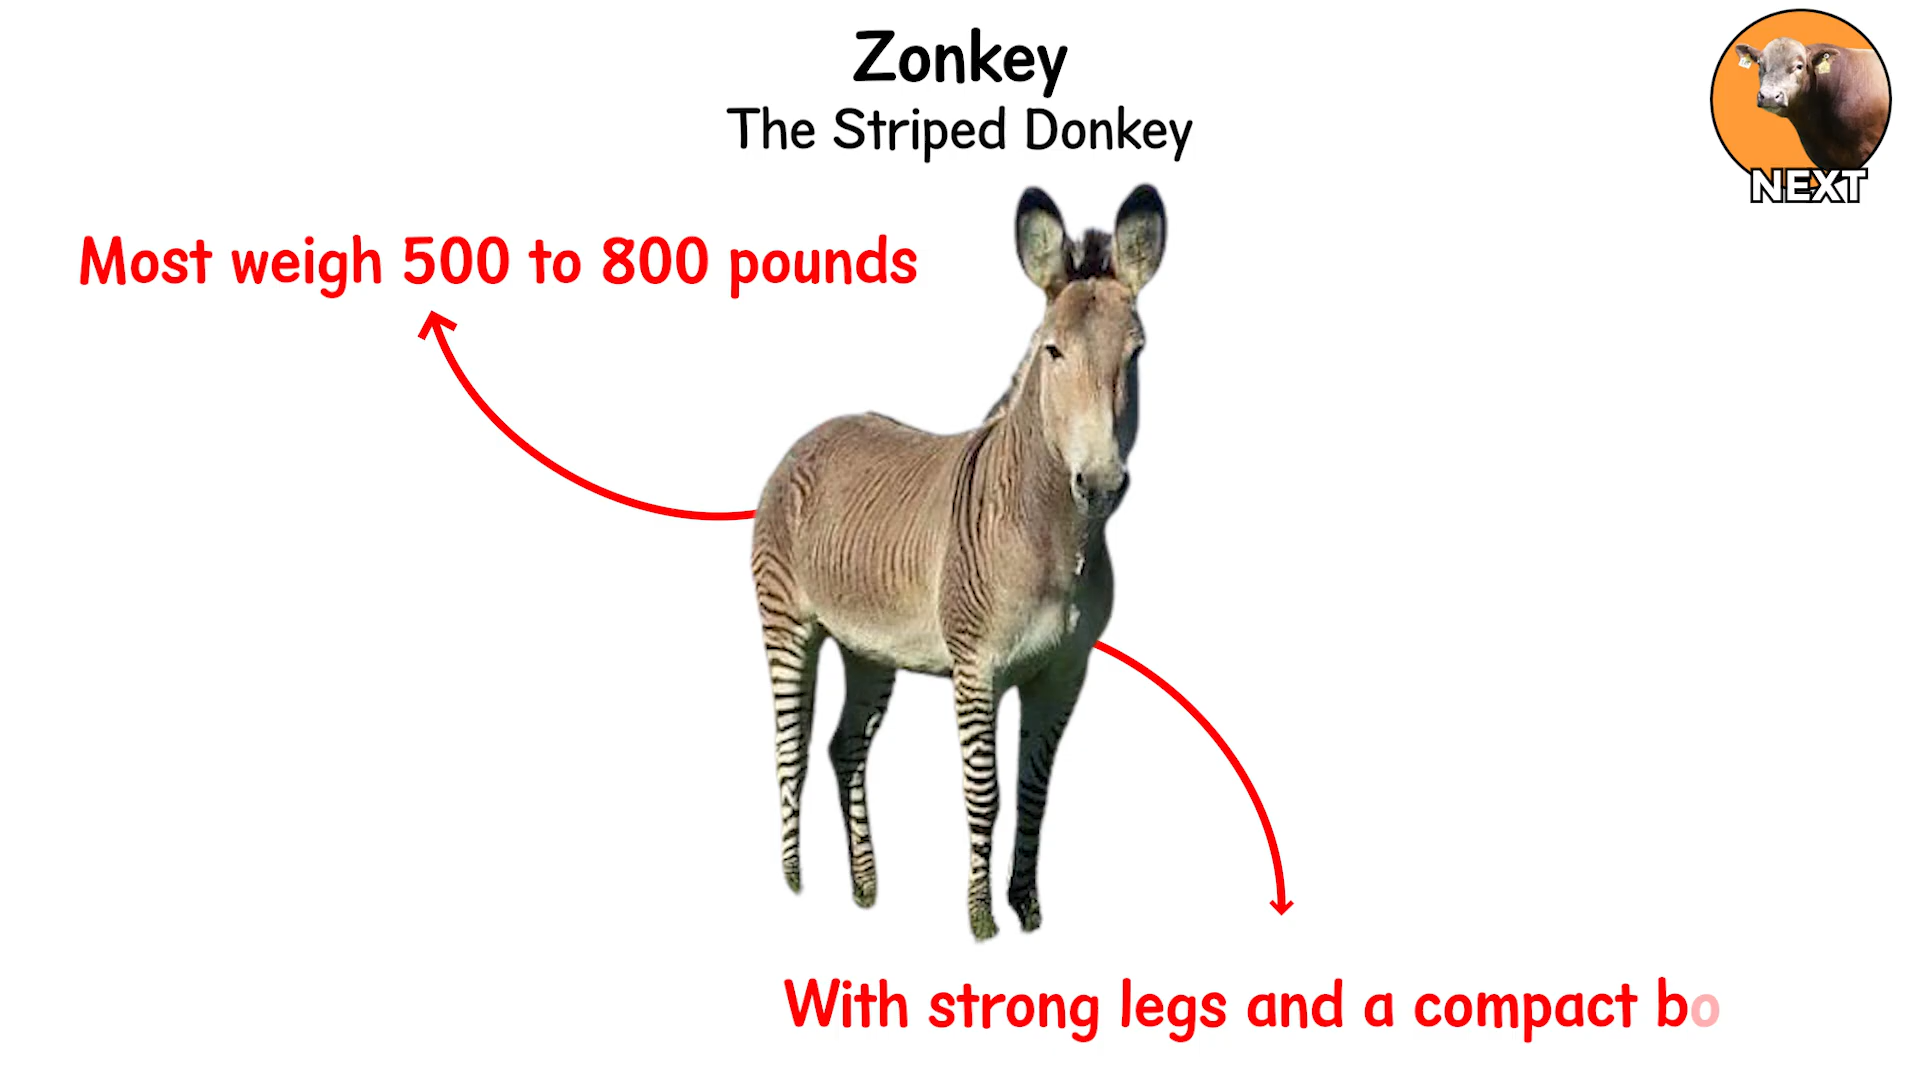 Zonkey
The Striped Donkey
NEXT
Most weigh 500 to 800 pounds
With strong legs and a compact bo